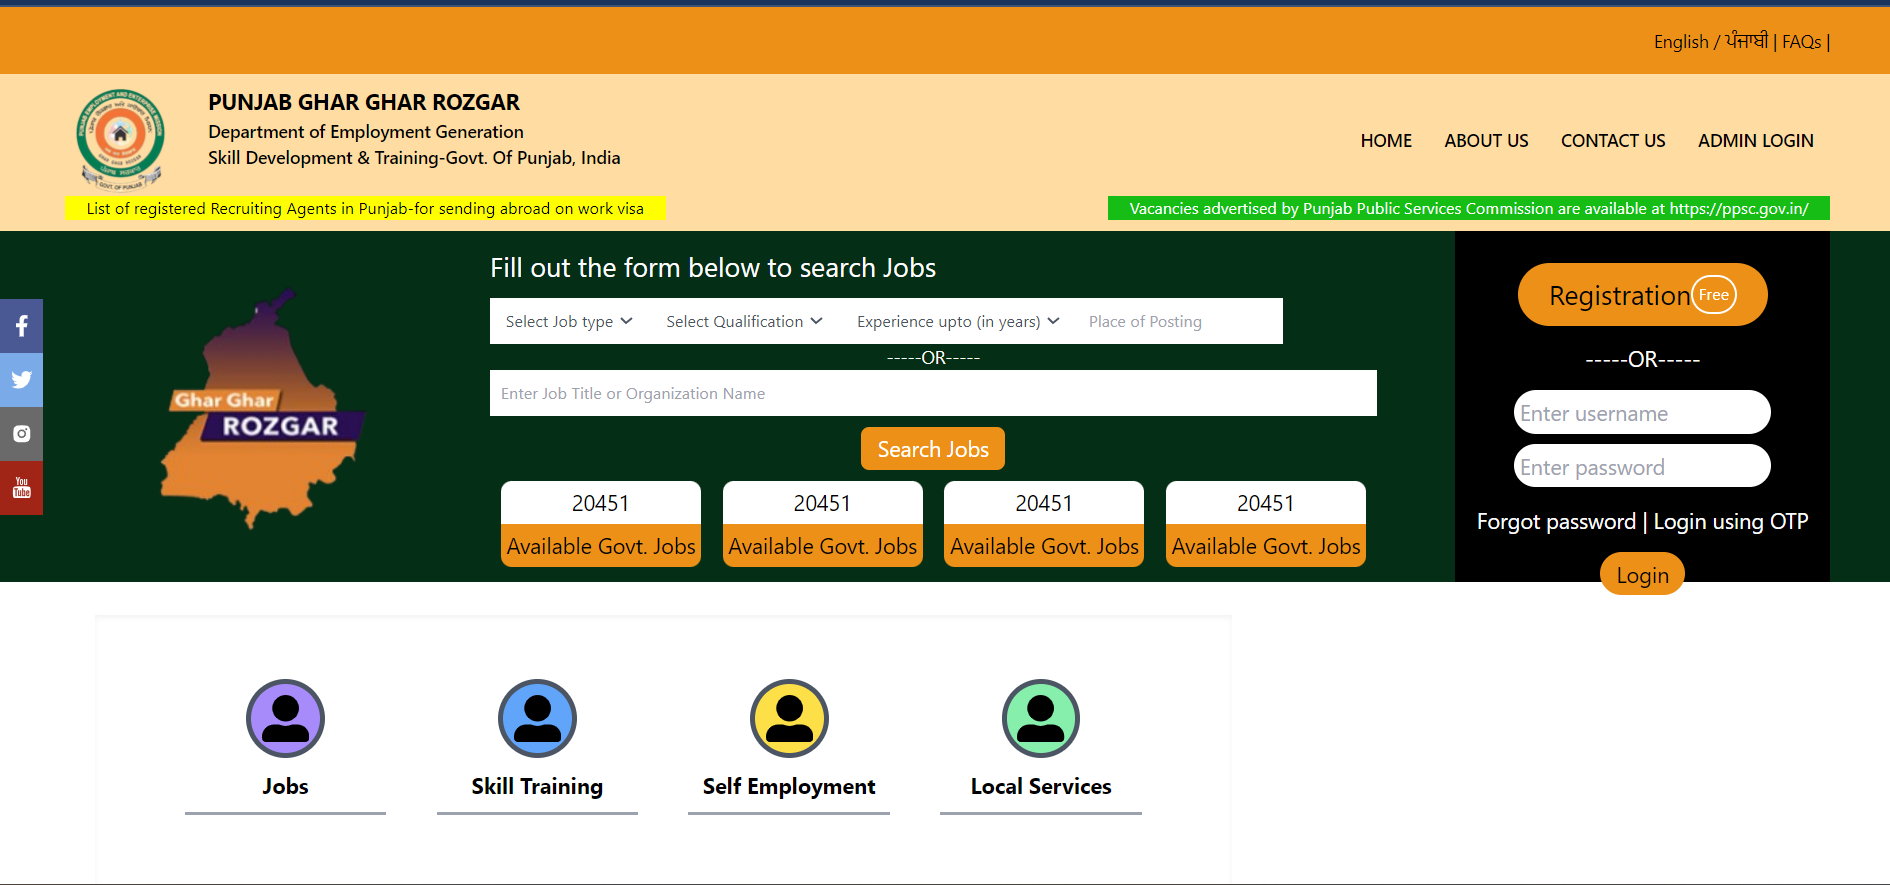 English / ਪੰਜਾਬੀ | FAQs |
PUNJAB GHAR GHAR ROZGAR
Department of Employment Generation
Skill Development & Training-Govt. Of Punjab, India
HOME ABOUT US CONTACT US ADMIN LOGIN
List of registered Recruiting Agents in Punjab-for sending abroad on work visa
Vacancies advertised by Punjab Public Services Commission are available at https://ppsc.gov.in/
Ghar Ghar
ROZGAR
Fill out the form below to search Jobs
Select Job type Select Qualification Experience upto (in years) Place of Posting
-----OR-----
Enter Job Title or Organization Name
Search Jobs
20451 20451 20451 20451
Available Govt. Jobs Available Govt. Jobs Available Govt. Jobs Available Govt. Jobs
Registration Free
-----OR-----
Enter username
Enter password
Forgot password | Login using OTP
Login
You
Tube
Jobs Skill Training Self Employment Local Services